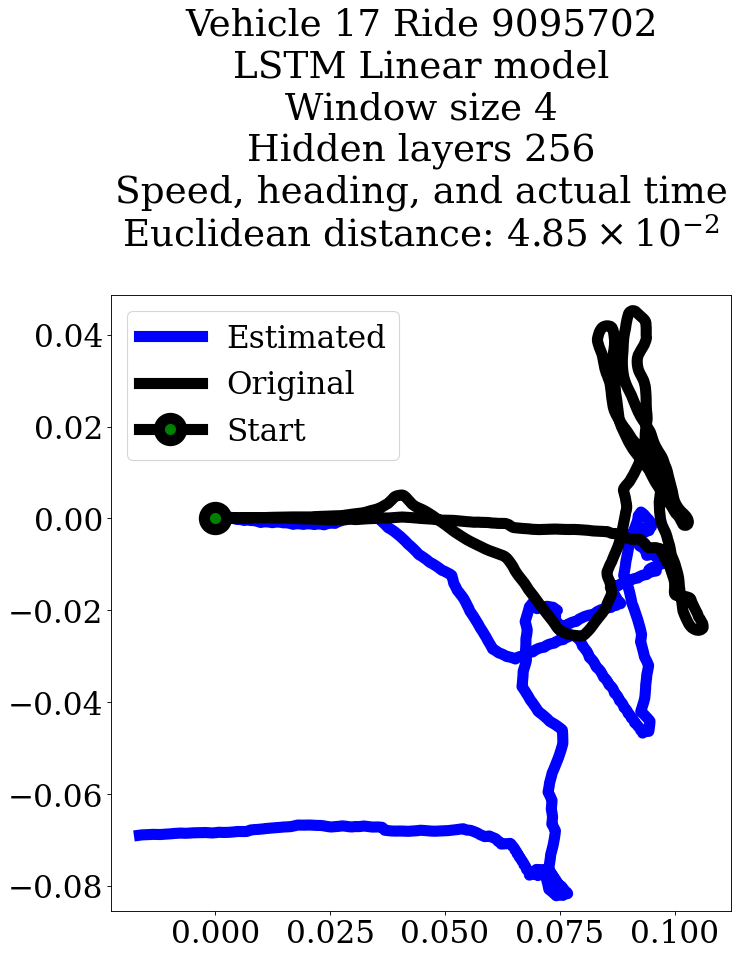 Vehicle 17 Ride 9095702
LSTM Linear model
Window size 4
Hidden layers 256
Speed, heading, and actual time
Euclidean distance: 4.85 × 10⁻²
Estimated
Original
Start
0.04
0.02
0.00
−0.02
−0.04
−0.06
−0.08
0.000 0.025 0.050 0.075 0.100